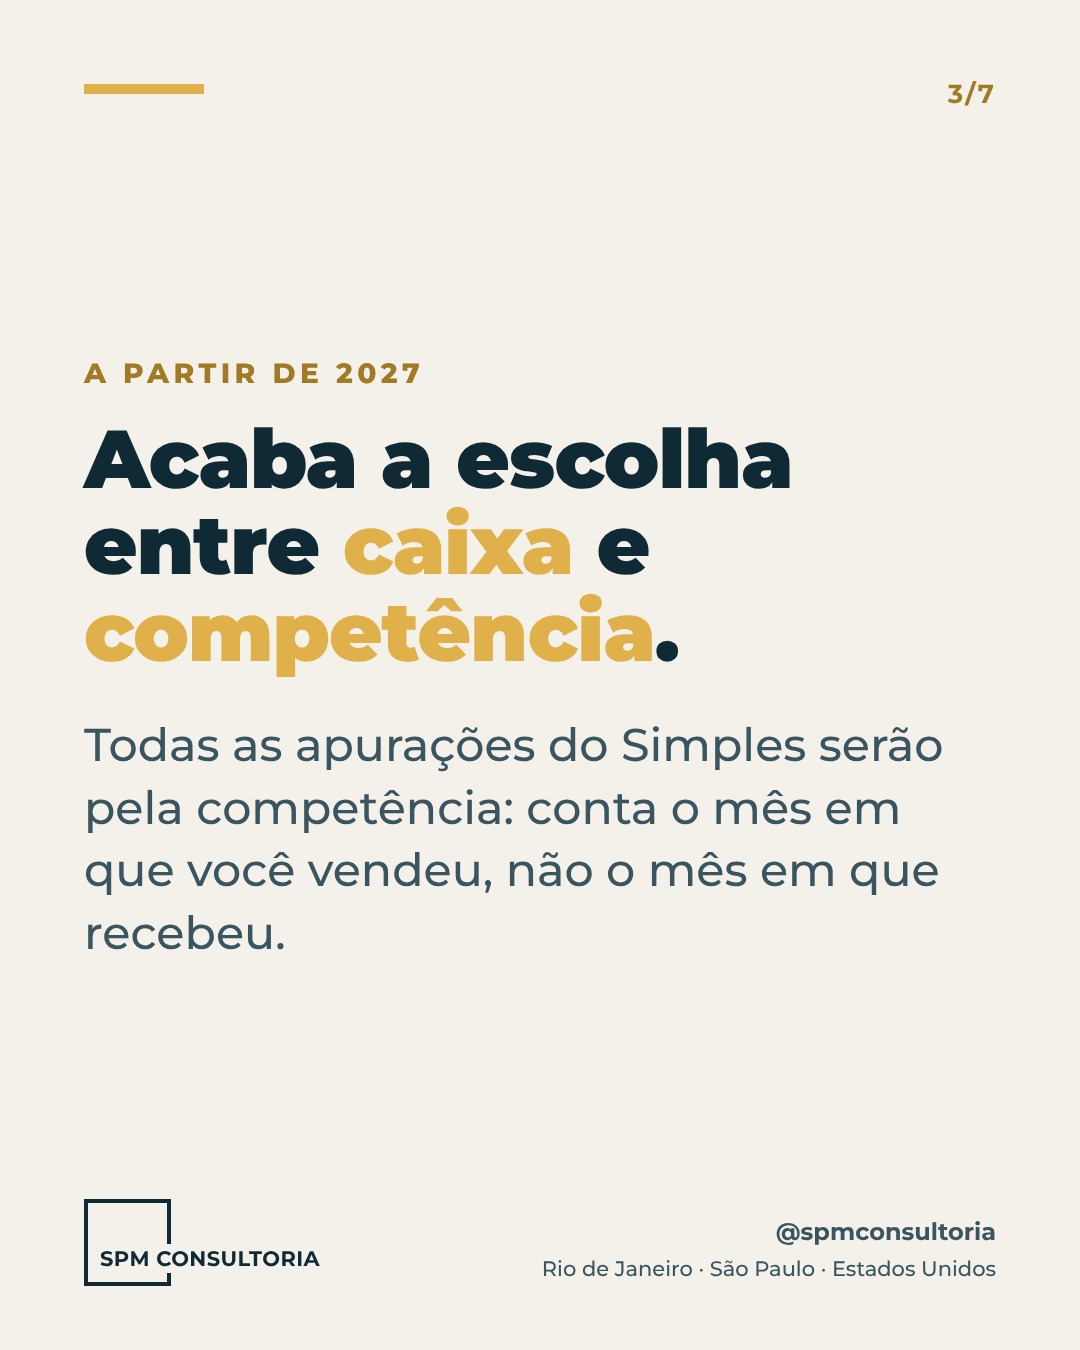 3/7
A PARTIR DE 2027
Acaba a escolha
entre caixa e
competência.
Todas as apurações do Simples serão
pela competência: conta o mês em
que você vendeu, não o mês em que
recebeu.
SPM CONSULTORIA
@spmconsultoria
Rio de Janeiro · São Paulo · Estados Unidos